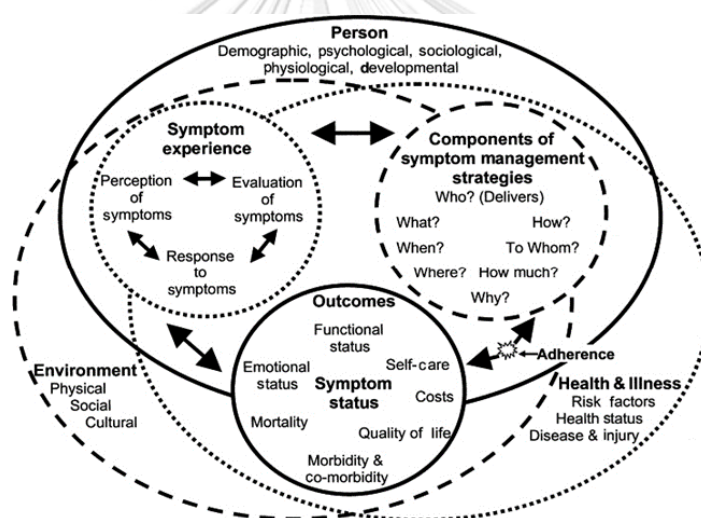 Person
Demographic, psychological, sociological,
physiological, developmental
Symptom
experience
Perception
of
symptoms
Evaluation
of
symptoms
Response
to
symptoms
Components of
symptom management
strategies
Who? (Delivers)
What?
How?
When?
To Whom?
Where?
How much?
Why?
Outcomes
Functional
status
Emotional
status
Self-care
Symptom
status
Costs
Mortality
Quality of life
Morbidity &
co-morbidity
Adherence
Environment
Physical
Social
Cultural
Health & Illness
Risk factors
Health status
Disease & injury